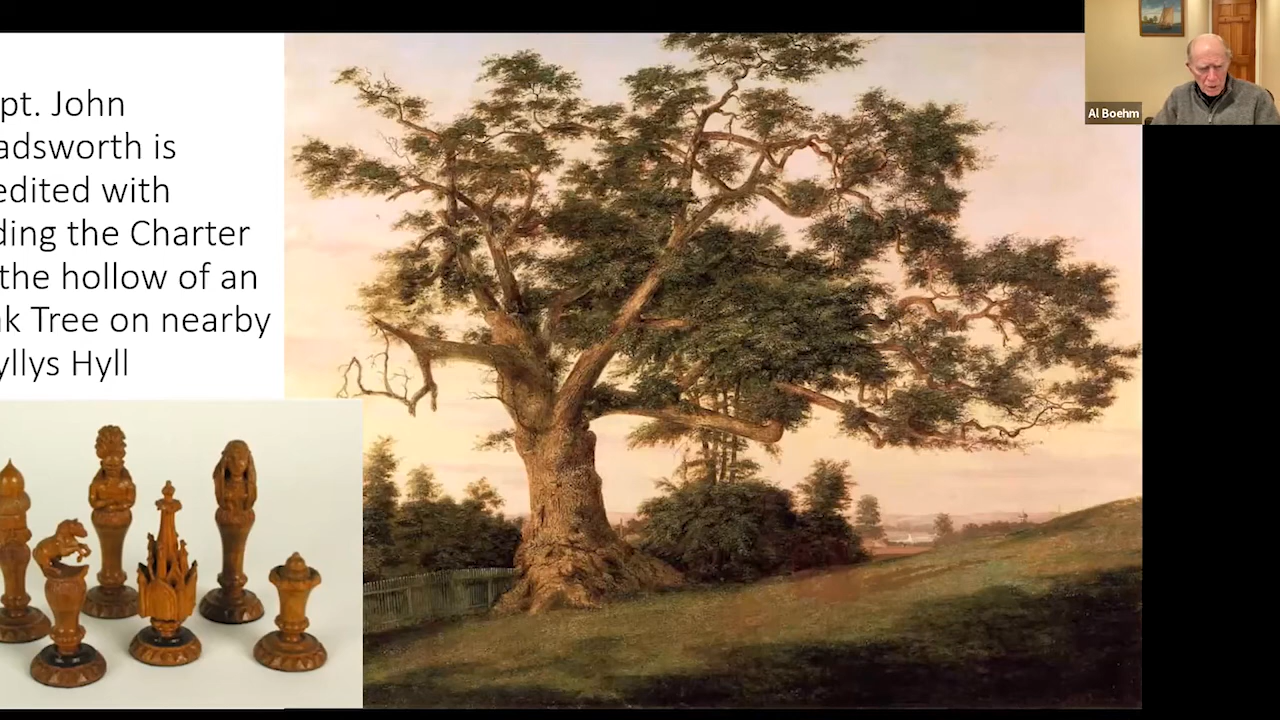 pt. John
adsworth is
edited with
ding the Charter
the hollow of an
k Tree on nearby
yllys Hyll
Al Boehm